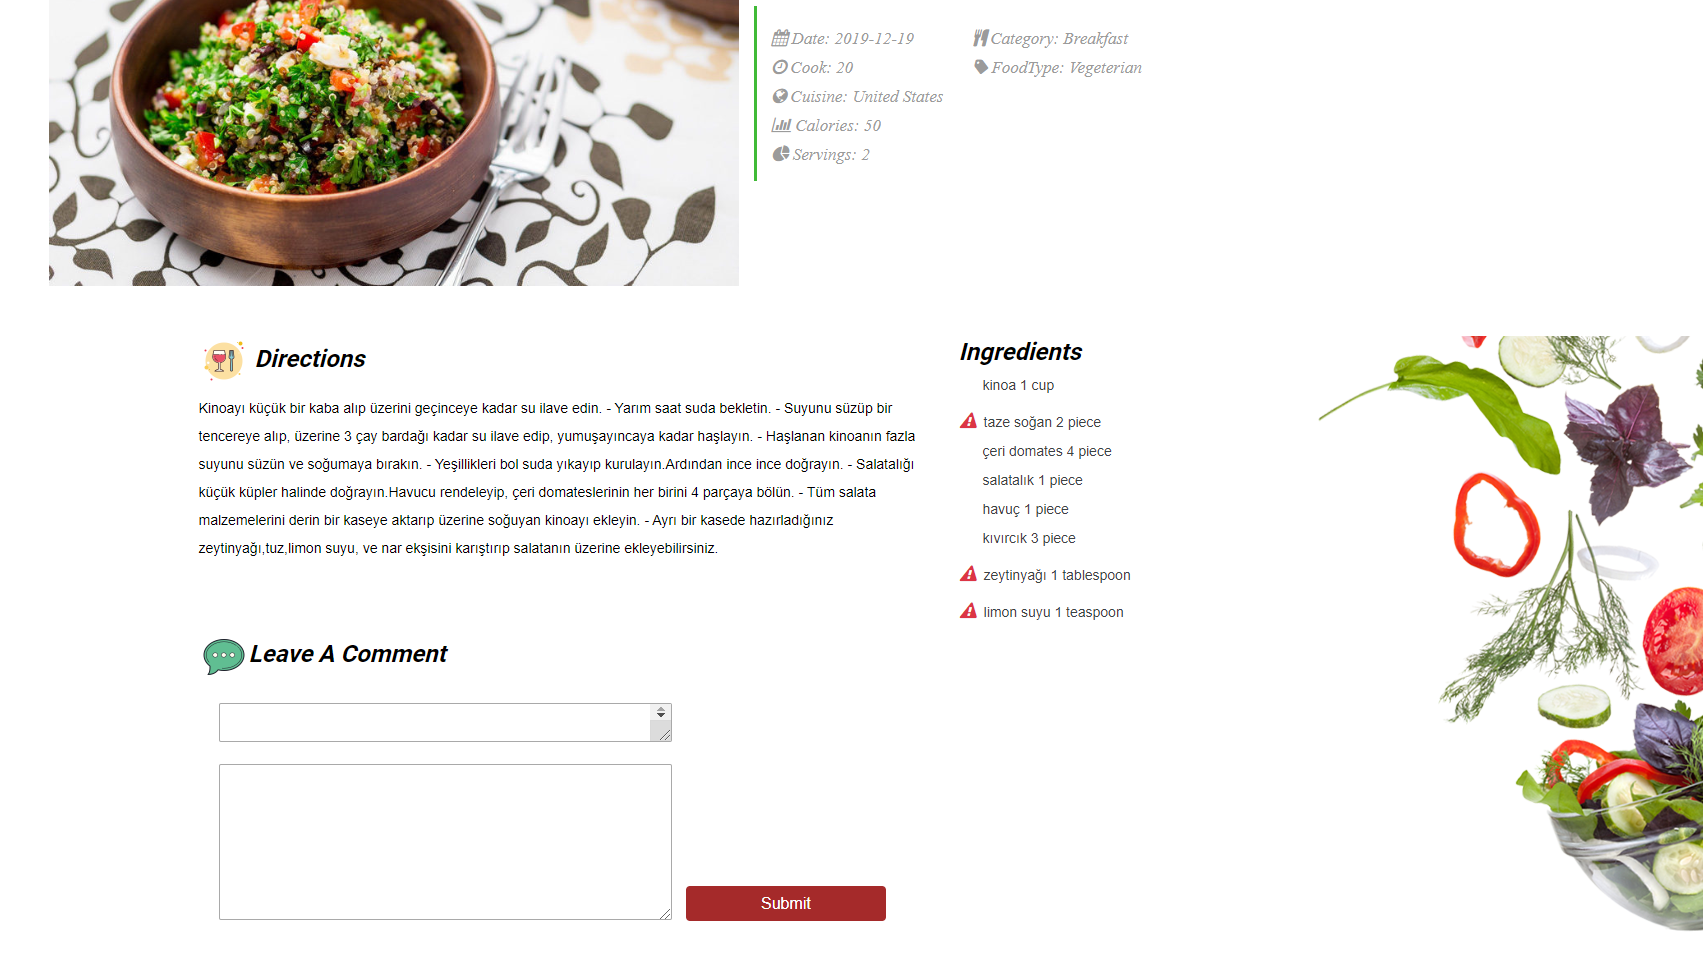 Date: 2019-12-19
Cook: 20
Cuisine: United States
Calories: 50
Servings: 2
Category: Breakfast
FoodType: Vegeterian
Directions
Kinoayı küçük bir kaba alıp üzerini geçinceye kadar su ilave edin. - Yarım saat suda bekletin. - Suyunu süzüp bir
tencereye alıp, üzerine 3 çay bardağı kadar su ilave edip, yumuşayıncaya kadar haşlayın. - Haşlanan kinoanın fazla
suyunu süzün ve soğumaya bırakın. - Yeşillikleri bol suda yıkayıp kurulayın.Ardından ince ince doğrayın. - Salatalığı
küçük küpler halinde doğrayın.Havucu rendeleyip, çeri domateslerinin her birini 4 parçaya bölün. - Tüm salata
malzemelerini derin bir kaseye aktarıp üzerine soğuyan kinoayı ekleyin. - Ayrı bir kasede hazırladığınız
zeytinyağı,tuz,limon suyu, ve nar ekşisini karıştırıp salatanın üzerine ekleyebilirsiniz.
Ingredients
kinoa 1 cup
taze soğan 2 piece
çeri domates 4 piece
salatalık 1 piece
havuç 1 piece
kıvırcık 3 piece
zeytinyağı 1 tablespoon
limon suyu 1 teaspoon
Leave A Comment
Submit